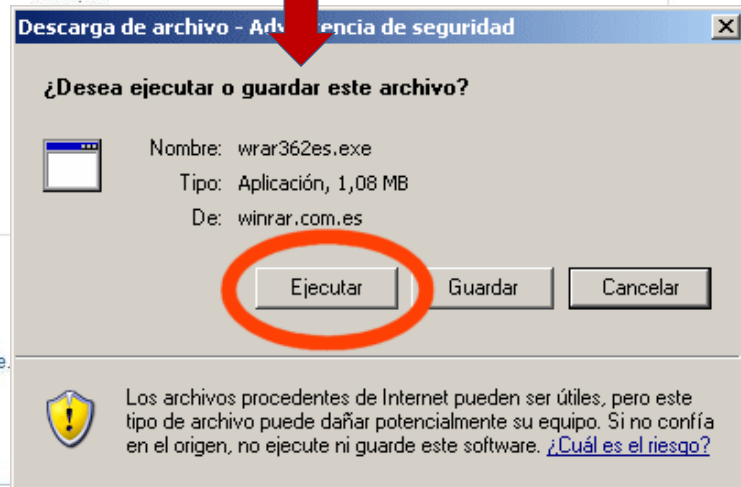 Descarga de archivo - Advertencia de seguridad
¿Desea ejecutar o guardar este archivo?
Nombre: wrar362es.exe
Tipo: Aplicación, 1,08 MB
De: winrar.com.es
Ejecutar Guardar Cancelar
Los archivos procedentes de Internet pueden ser útiles, pero este
tipo de archivo puede dañar potencialmente su equipo. Si no confía
en el origen, no ejecute ni guarde este software. ¿Cuál es el riesgo?